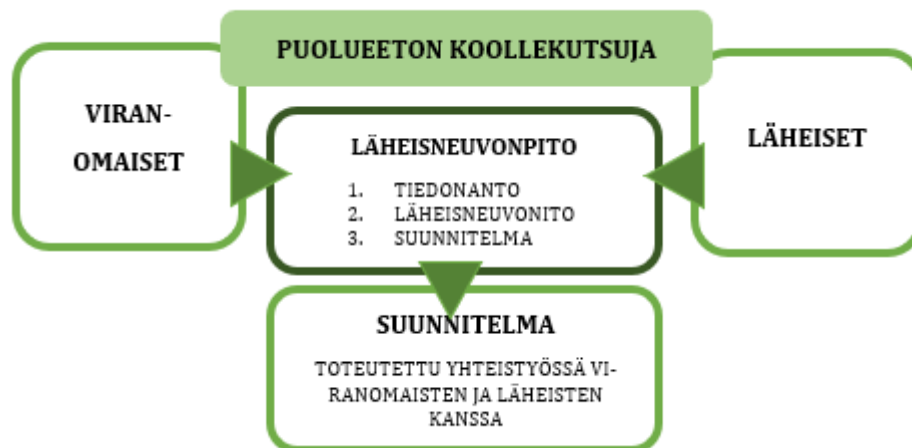 PUOLUEETON KOOLLEKUTSUJA
VIRAN-
OMAISET
LÄHEISNEUVONPITO
1. TIEDONANTO
2. LÄHEISNEUVONITO
3. SUUNNITELMA
LÄHEISET
SUUNNITELMA
TOTEUTETTU YHTEISTYÖSSÄ VI-
RANOMAISTEN JA LÄHEISTEN
KANSSA